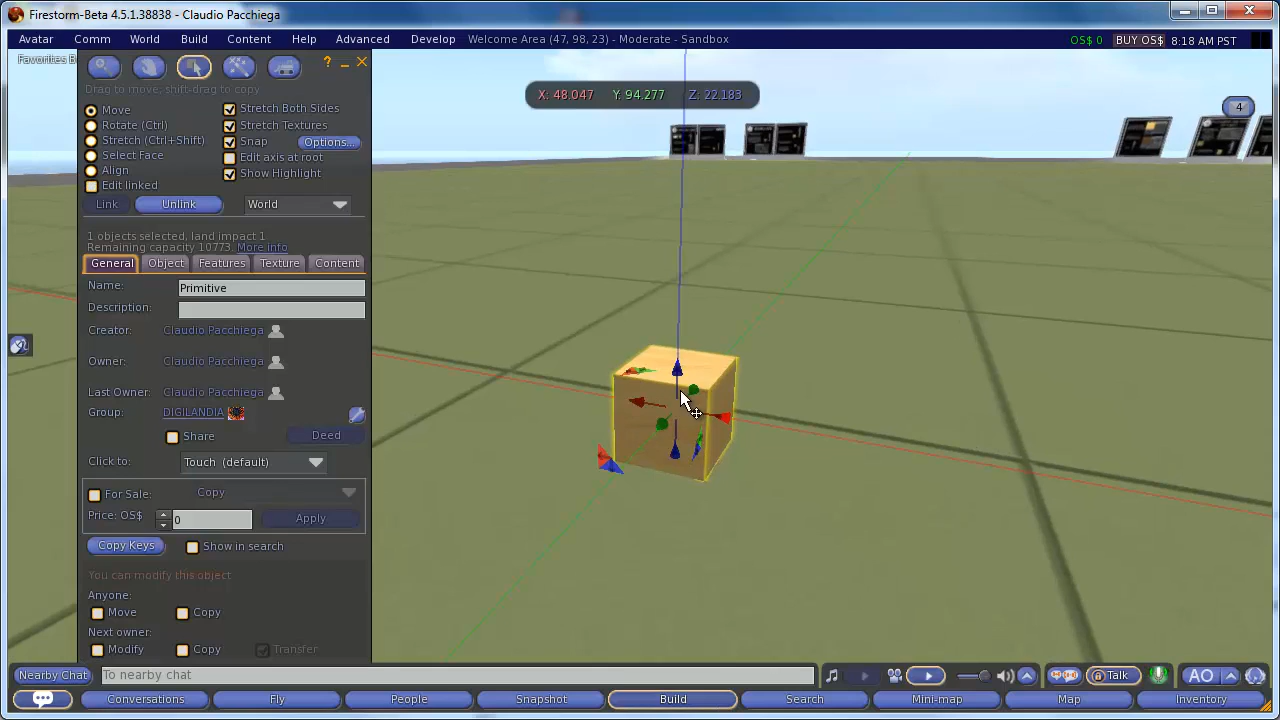 Firestorm-Beta 4.5.1.38838 - Claudio Pacchiega
Avatar Comm World Build Content Help Advanced Develop Welcome Area (47, 98, 23) - Moderate - Sandbox OS$ 0 BUY OS$ 8:18 AM PST
Favorites B
? _
Drag to move, shift-drag to copy
X: 48.047 Y: 94.277 Z: 22.183
4
Move Stretch Both Sides
Rotate (Ctrl) Stretch Textures
Stretch (Ctrl+Shift) Snap Options...
Select Face Edit axis at root
Align Show Highlight
Edit linked
Link Unlink World
1 objects selected, land impact 1
Remaining capacity 10773. More info
General Object Features Texture Content
Name: Primitive
Description:
Creator: Claudio Pacchiega
Owner: Claudio Pacchiega
Last Owner: Claudio Pacchiega
Group: DIGILANDIA
Share Deed
Click to: Touch (default)
For Sale: Copy
Price: OS$ 0 Apply
Copy Keys Show in search
You can modify this object
Anyone:
Move Copy
Next owner:
Modify Copy Transfer
Nearby Chat To nearby chat Talk AO
Conversations Fly People Snapshot Build Search Mini-map Map Inventory